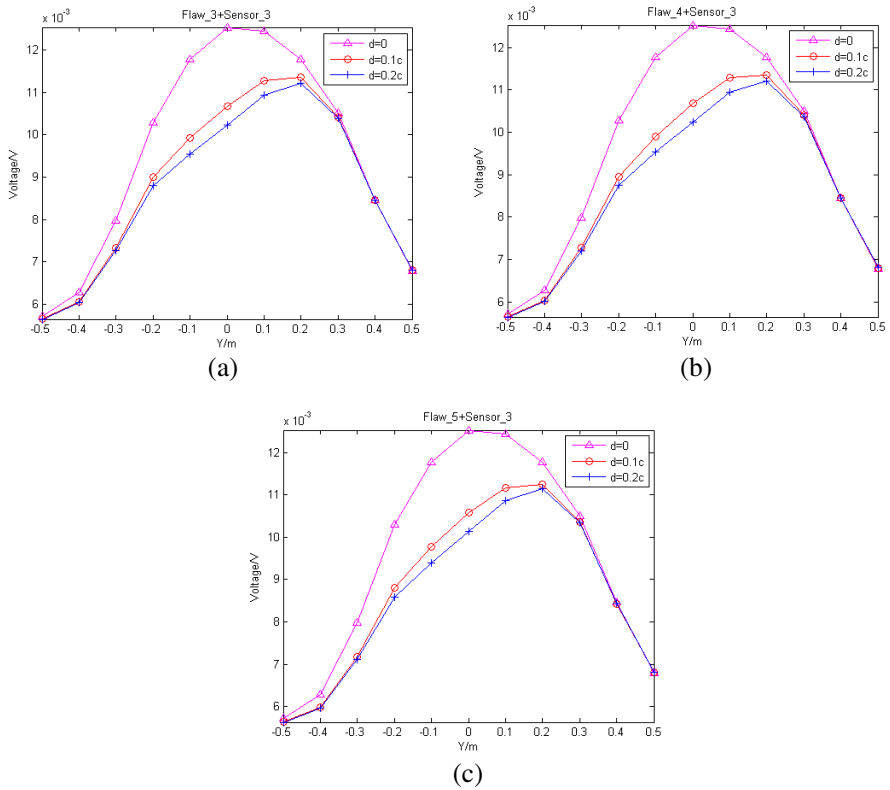 Flaw_3+Sensor_3
x 10⁻³
12
11
10
9
8
7
6
Voltage/V
d=0
d=0.1c
d=0.2c
-0.5 -0.4 -0.3 -0.2 -0.1 0 0.1 0.2 0.3 0.4 0.5
Y/m
(a)
Flaw_4+Sensor_3
x 10⁻³
12
11
10
9
8
7
6
Voltage/V
d=0
d=0.1c
d=0.2c
-0.5 -0.4 -0.3 -0.2 -0.1 0 0.1 0.2 0.3 0.4 0.5
Y/m
(b)
Flaw_5+Sensor_3
x 10⁻³
12
11
10
9
8
7
6
Voltage/V
d=0
d=0.1c
d=0.2c
-0.5 -0.4 -0.3 -0.2 -0.1 0 0.1 0.2 0.3 0.4 0.5
Y/m
(c)